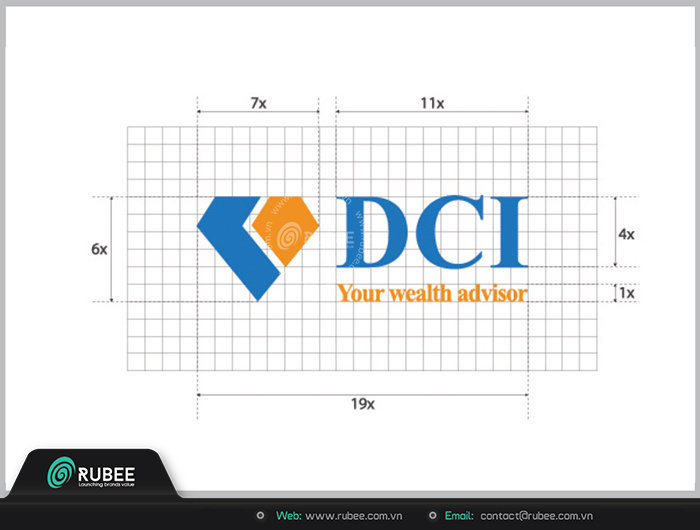 7x
11x
6x
DCI
4x
Your wealth advisor
1x
19x
RUBEE
Launching brands value
Web: www.rubee.com.vn
Email: contact@rubee.com.vn